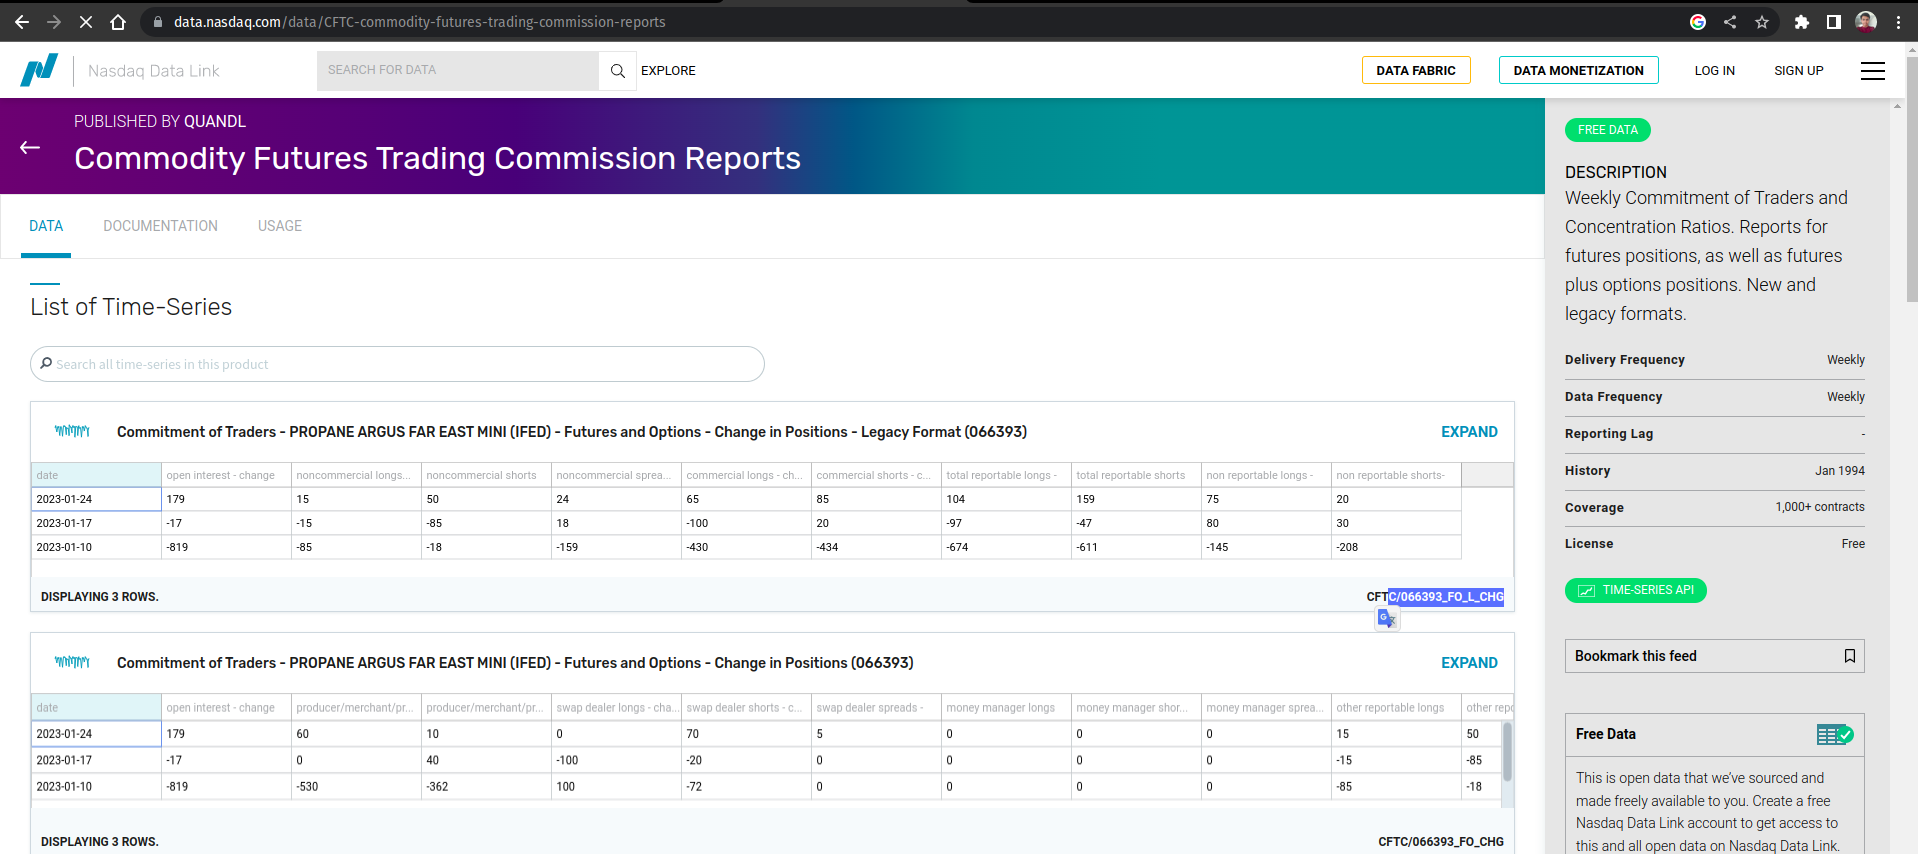 data.nasdaq.com/data/CFTC-commodity-futures-trading-commission-reports
Nasdaq Data Link
SEARCH FOR DATA
EXPLORE
DATA FABRIC
DATA MONETIZATION
LOG IN
SIGN UP
PUBLISHED BY QUANDL
Commodity Futures Trading Commission Reports
DATA DOCUMENTATION USAGE
List of Time-Series
Search all time-series in this product
Commitment of Traders - PROPANE ARGUS FAR EAST MINI (IFED) - Futures and Options - Change in Positions - Legacy Format (066393) EXPAND
date open interest - change noncommercial longs... noncommercial shorts noncommercial sprea... commercial longs - ch... commercial shorts - c... total reportable longs - total reportable shorts non reportable longs - non reportable shorts-
2023-01-24 179 15 50 24 65 85 104 159 75 20
2023-01-17 -17 -15 -85 18 -100 20 -97 -47 80 30
2023-01-10 -819 -85 -18 -159 -430 -434 -674 -611 -145 -208
DISPLAYING 3 ROWS. CFTC/066393_FO_L_CHG
Commitment of Traders - PROPANE ARGUS FAR EAST MINI (IFED) - Futures and Options - Change in Positions (066393) EXPAND
date open interest - change producer/merchant/pr... producer/merchant/pr... swap dealer longs - cha... swap dealer shorts - c... swap dealer spreads - money manager longs money manager shor... money manager sprea... other reportable longs other repo
2023-01-24 179 60 10 0 70 5 0 0 0 15 50
2023-01-17 -17 0 40 -100 -20 0 0 0 0 -15 -85
2023-01-10 -819 -530 -362 100 -72 0 0 0 0 -85 -18
DISPLAYING 3 ROWS. CFTC/066393_FO_CHG
FREE DATA
DESCRIPTION
Weekly Commitment of Traders and
Concentration Ratios. Reports for
futures positions, as well as futures
plus options positions. New and
legacy formats.
Delivery Frequency Weekly
Data Frequency Weekly
Reporting Lag -
History Jan 1994
Coverage 1,000+ contracts
License Free
TIME-SERIES API
Bookmark this feed
Free Data
This is open data that we've sourced and
made freely available to you. Create a free
Nasdaq Data Link account to get access to
this and all open data on Nasdaq Data Link.